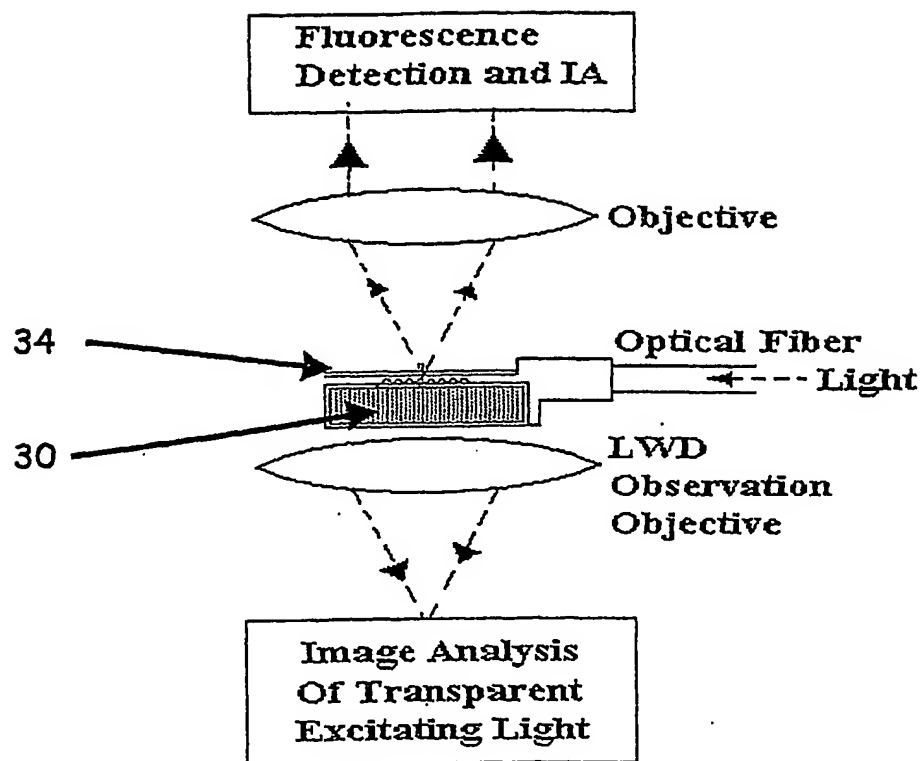 Fluorescence
Detection and IA
Objective
34
Optical Fiber
Light
30
LWD
Observation
Objective
Image Analysis
Of Transparent
Excitating Light